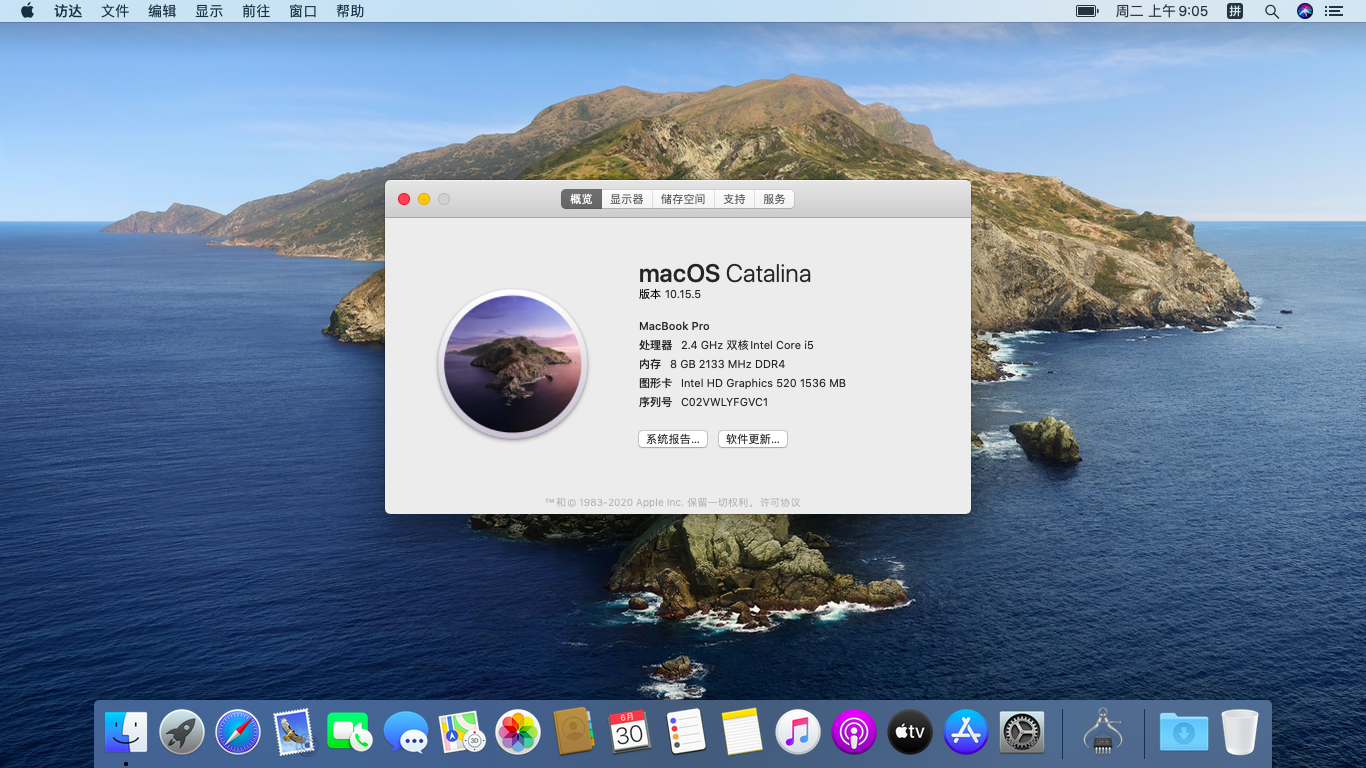 访达 文件 编辑 显示 前往 窗口 帮助 周二 上午9:05 拼
概览 显示器 储存空间 支持 服务
macOS Catalina
版本 10.15.5
MacBook Pro
处理器 2.4 GHz 双核Intel Core i5
内存 8 GB 2133 MHz DDR4
图形卡 Intel HD Graphics 520 1536 MB
序列号 C02VWLYFGVC1
系统报告... 软件更新...
™和© 1983-2020 Apple Inc. 保留一切权利。许可协议
3D 6月 tv
30